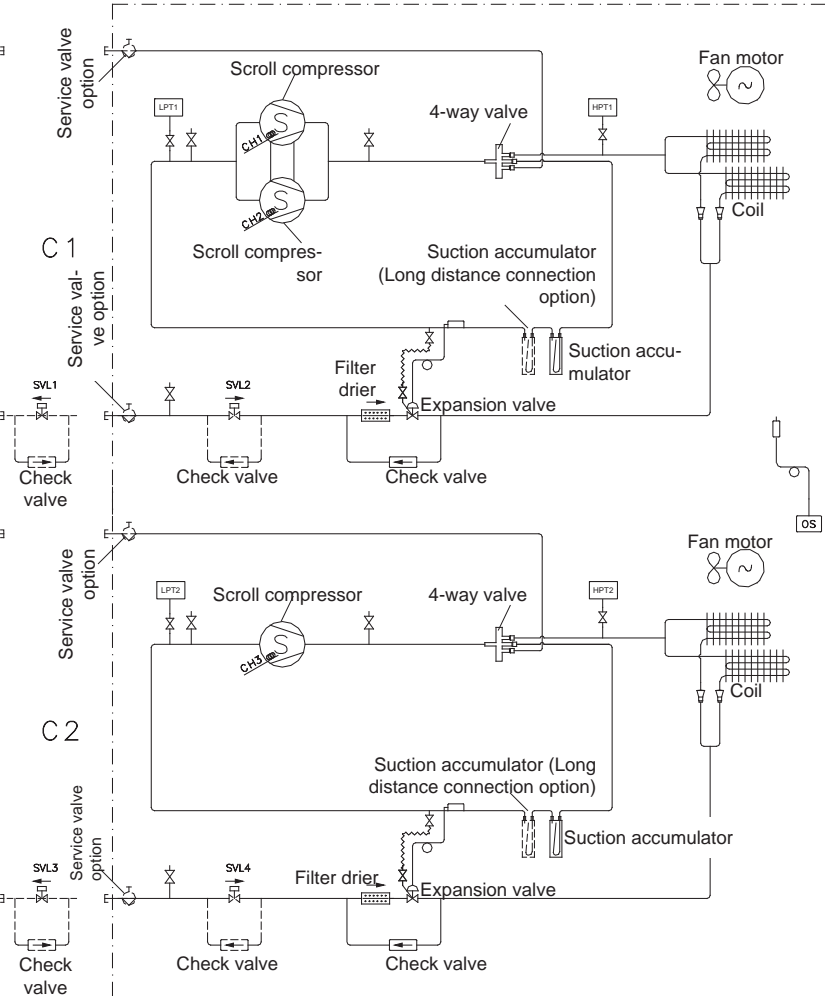 Service valve
option
Scroll compressor
Fan motor
LPT1
HPT1
4-way valve
CH1
S
CH2
S
Coil
C1
Scroll compres-
sor
Suction accumulator
(Long distance connection
option)
Service val-
ve option
Filter
drier
Suction accu-
mulator
SVL1
SVL2
Expansion valve
Check
valve
Check valve
Check valve
OS
Service valve
option
Fan motor
LPT2
Scroll compressor
4-way valve
HPT2
S
CH3
Coil
C2
Suction accumulator (Long
distance connection option)
Service valve
option
Suction accumulator
SVL3
SVL4
Filter drier
Expansion valve
Check
valve
Check valve
Check valve